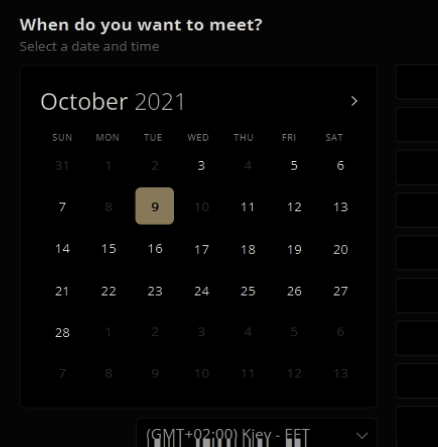 When do you want to meet?
Select a date and time
October 2021
SUN MON TUE WED THU FRI SAT
31 1 2 3 4 5 6
7 8 9 10 11 12 13
14 15 16 17 18 19 20
21 22 23 24 25 26 27
28 1 2 3 4 5 6
7 8 9 10 11 12 13
(GMT+02:00) Kiev - EET